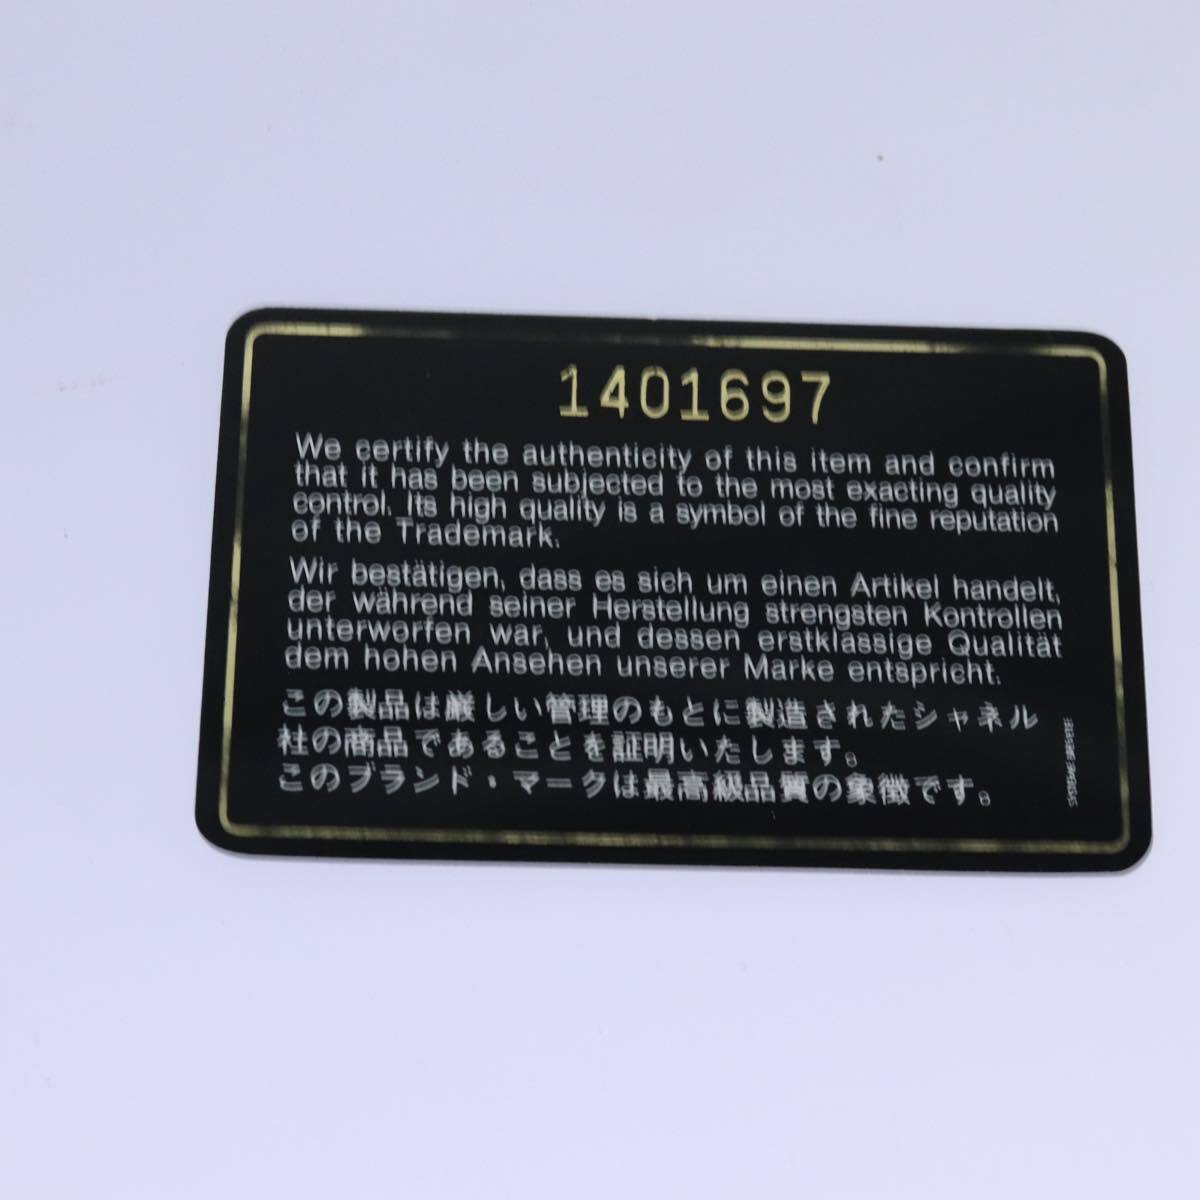 1401697
We certify the authenticity of this item and confirm
that it has been subjected to the most exacting quality
control. Its high quality is a symbol of the fine reputation
of the Trademark.
Wir bestätigen, dass es sich um einen Artikel handelt,
der während seiner Herstellung strengsten Kontrollen
unterworfen war, und dessen erstklassige Qualität
dem hohen Ansehen unserer Marke entspricht.
この製品は厳しい管理のもとに製造されたシャネル
社の商品であることを証明いたします。
このブランド・マークは最高級品質の象徴です。